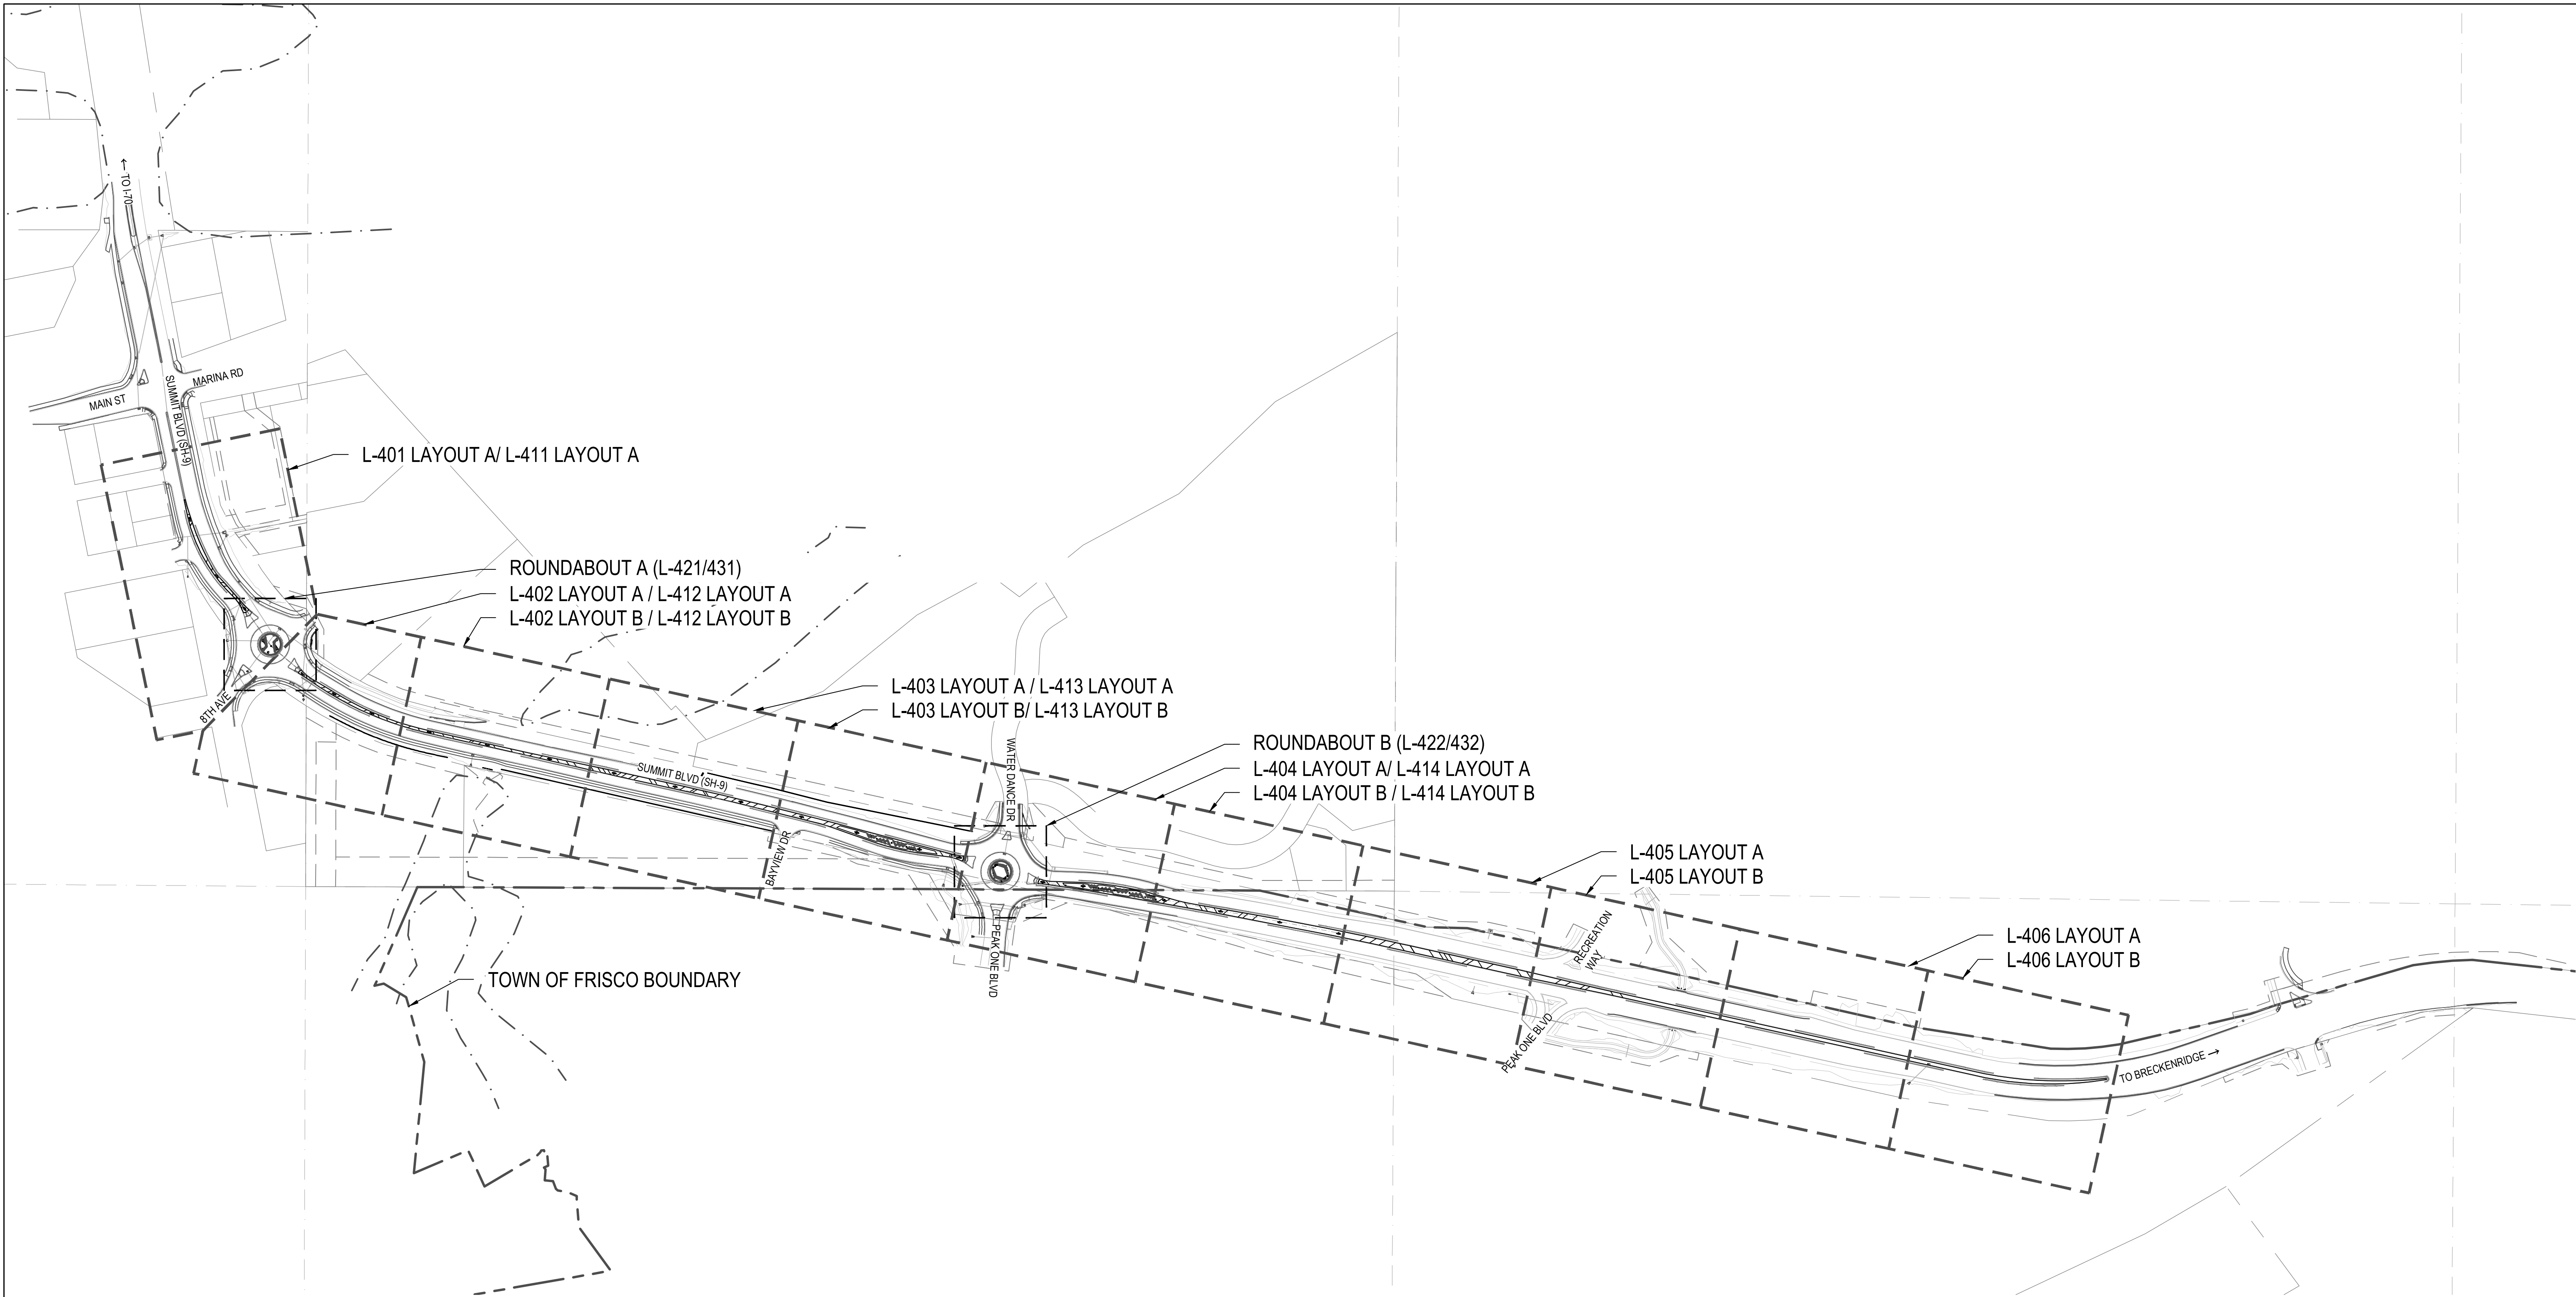 ← TO I-70
MARINA RD
MAIN ST
SUMMIT BLVD (SH-9)
L-401 LAYOUT A/ L-411 LAYOUT A
ROUNDABOUT A (L-421/431)
L-402 LAYOUT A / L-412 LAYOUT A
L-402 LAYOUT B / L-412 LAYOUT B
8TH AVE
L-403 LAYOUT A / L-413 LAYOUT A
L-403 LAYOUT B/ L-413 LAYOUT B
SUMMIT BLVD (SH-9)
WATER DANCE DR
ROUNDABOUT B (L-422/432)
L-404 LAYOUT A/ L-414 LAYOUT A
L-404 LAYOUT B / L-414 LAYOUT B
BAYVIEW DR
L-405 LAYOUT A
L-405 LAYOUT B
RECREATION
WAY
PEAK ONE BLVD
L-406 LAYOUT A
L-406 LAYOUT B
TOWN OF FRISCO BOUNDARY
PEAK ONE BLVD
TO BRECKENRIDGE →